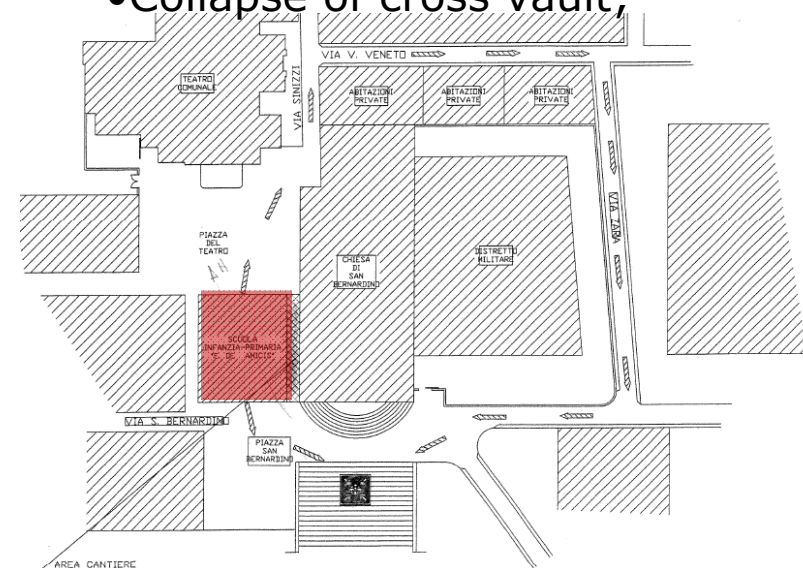 •Collapse of cross vault;
VIA V. VENETO
TEATRO
COMUNALE
VIA SINIZZI
ABITAZIONI
PRIVATE
ABITAZIONI
PRIVATE
ABITAZIONI
PRIVATE
VIA ZARA
PIAZZA
DEL
TEATRO
CHIESA
DI
SAN
BERNARDINO
DISTRETTO
MILITARE
SCUOLA
INFANZIA-PRIMARIA
"E. DE AMICIS"
VIA S. BERNARDINO
PIAZZA
SAN
BERNARDINO
AREA CANTIERE